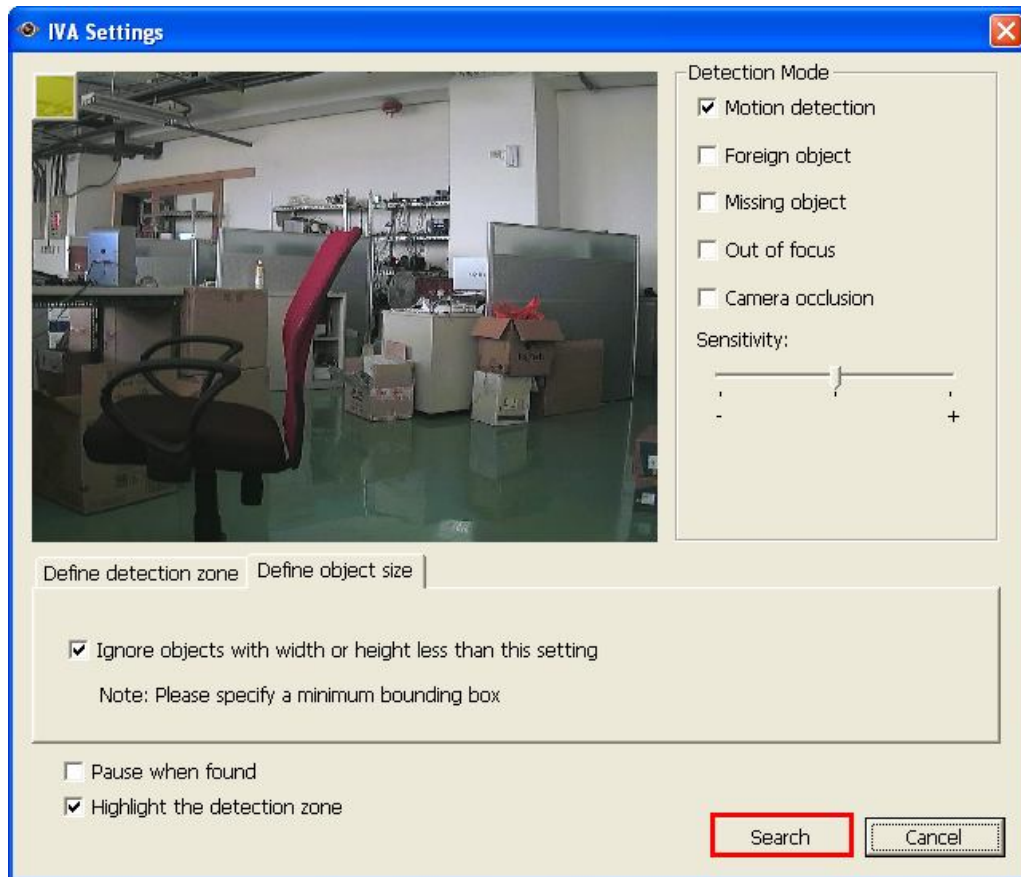 IVA Settings
Detection Mode
Motion detection
Foreign object
Missing object
Out of focus
Camera occlusion
Sensitivity:
- +
Define detection zone Define object size
Ignore objects with width or height less than this setting
Note: Please specify a minimum bounding box
Pause when found
Highlight the detection zone
Search Cancel